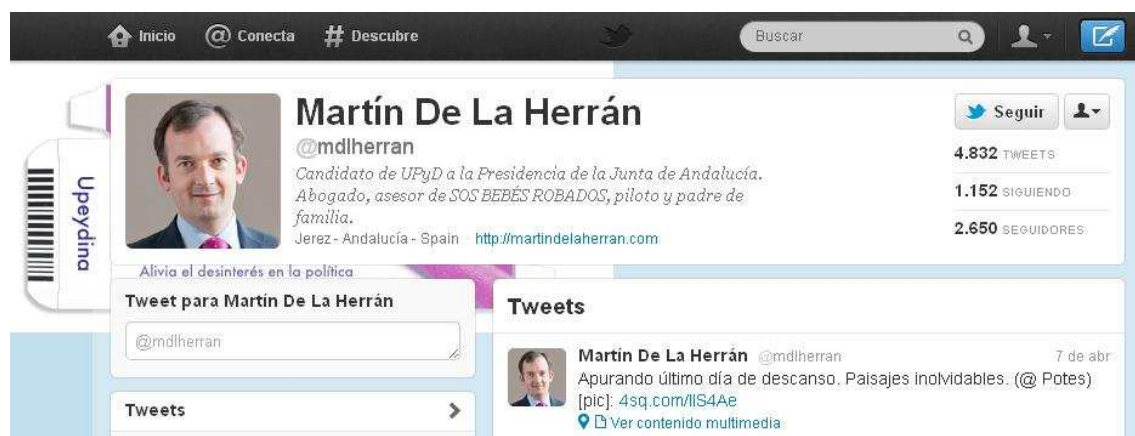 Inicio @ Conecta # Descubre Buscar
Martín De La Herrán
@mdlherran
Candidato de UPyD a la Presidencia de la Junta de Andalucía.
Abogado, asesor de SOS BEBÉS ROBADOS, piloto y padre de
familia.
Jerez - Andalucía - Spain http://martindelaherran.com
Seguir
4.832 TWEETS
1.152 SIGUIENDO
2.650 SEGUIDORES
Upeydina
Alivia el desinterés en la política
Tweet para Martín De La Herrán
@mdlherran
Tweets
Tweets
Martín De La Herrán @mdlherran 7 de abr
Apurando último día de descanso. Paisajes inolvidables. (@ Potes)
[pic]: 4sq.com/IIS4Ae
Ver contenido multimedia